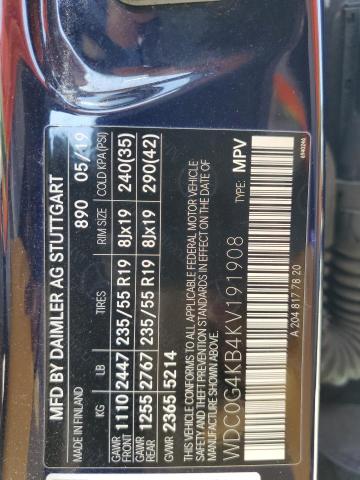 MFD BY DAIMLER AG STUTTGART
MADE IN FINLAND 890 05/19
KG LB TIRES RIM SIZE COLD KPA (PSI)
GAWR FRONT 1110 2447 235/55 R19 8Jx19 240(35)
GAWR REAR 1255 2767 235/55 R19 8Jx19 290(42)
GVWR 2365 5214
THIS VEHICLE CONFORMS TO ALL APPLICABLE FEDERAL MOTOR VEHICLE
SAFETY AND THEFT PREVENTION STANDARDS IN EFFECT ON THE DATE
OF MANUFACTURE SHOWN ABOVE.
WDC0G4KB4KV191908 TYPE: MPV
A 204 817 78 20